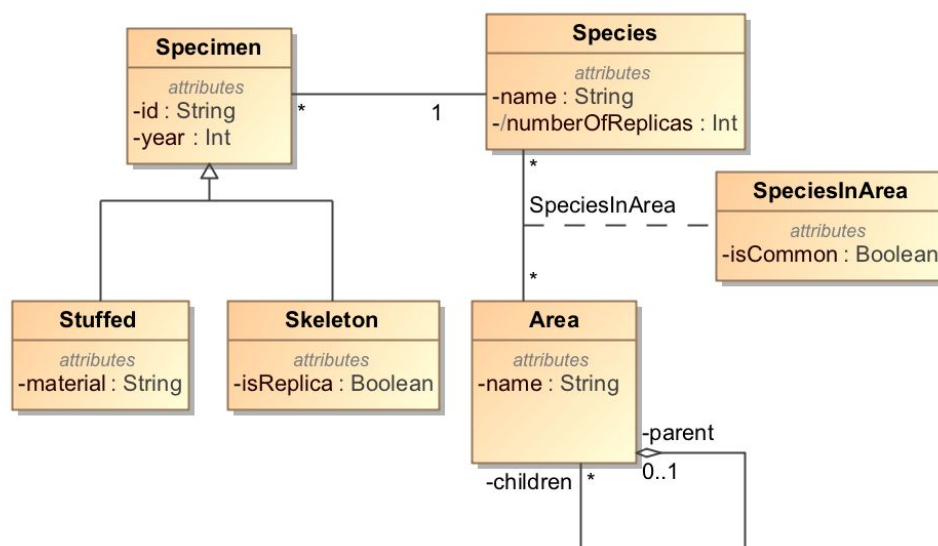 Specimen
attributes
-id : String
-year : Int
Species
attributes
-name : String
-/numberOfReplicas : Int
*
1
*
SpeciesInArea
*
SpeciesInArea
attributes
-isCommon : Boolean
Stuffed
attributes
-material : String
Skeleton
attributes
-isReplica : Boolean
Area
attributes
-name : String
-parent
0..1
-children
*